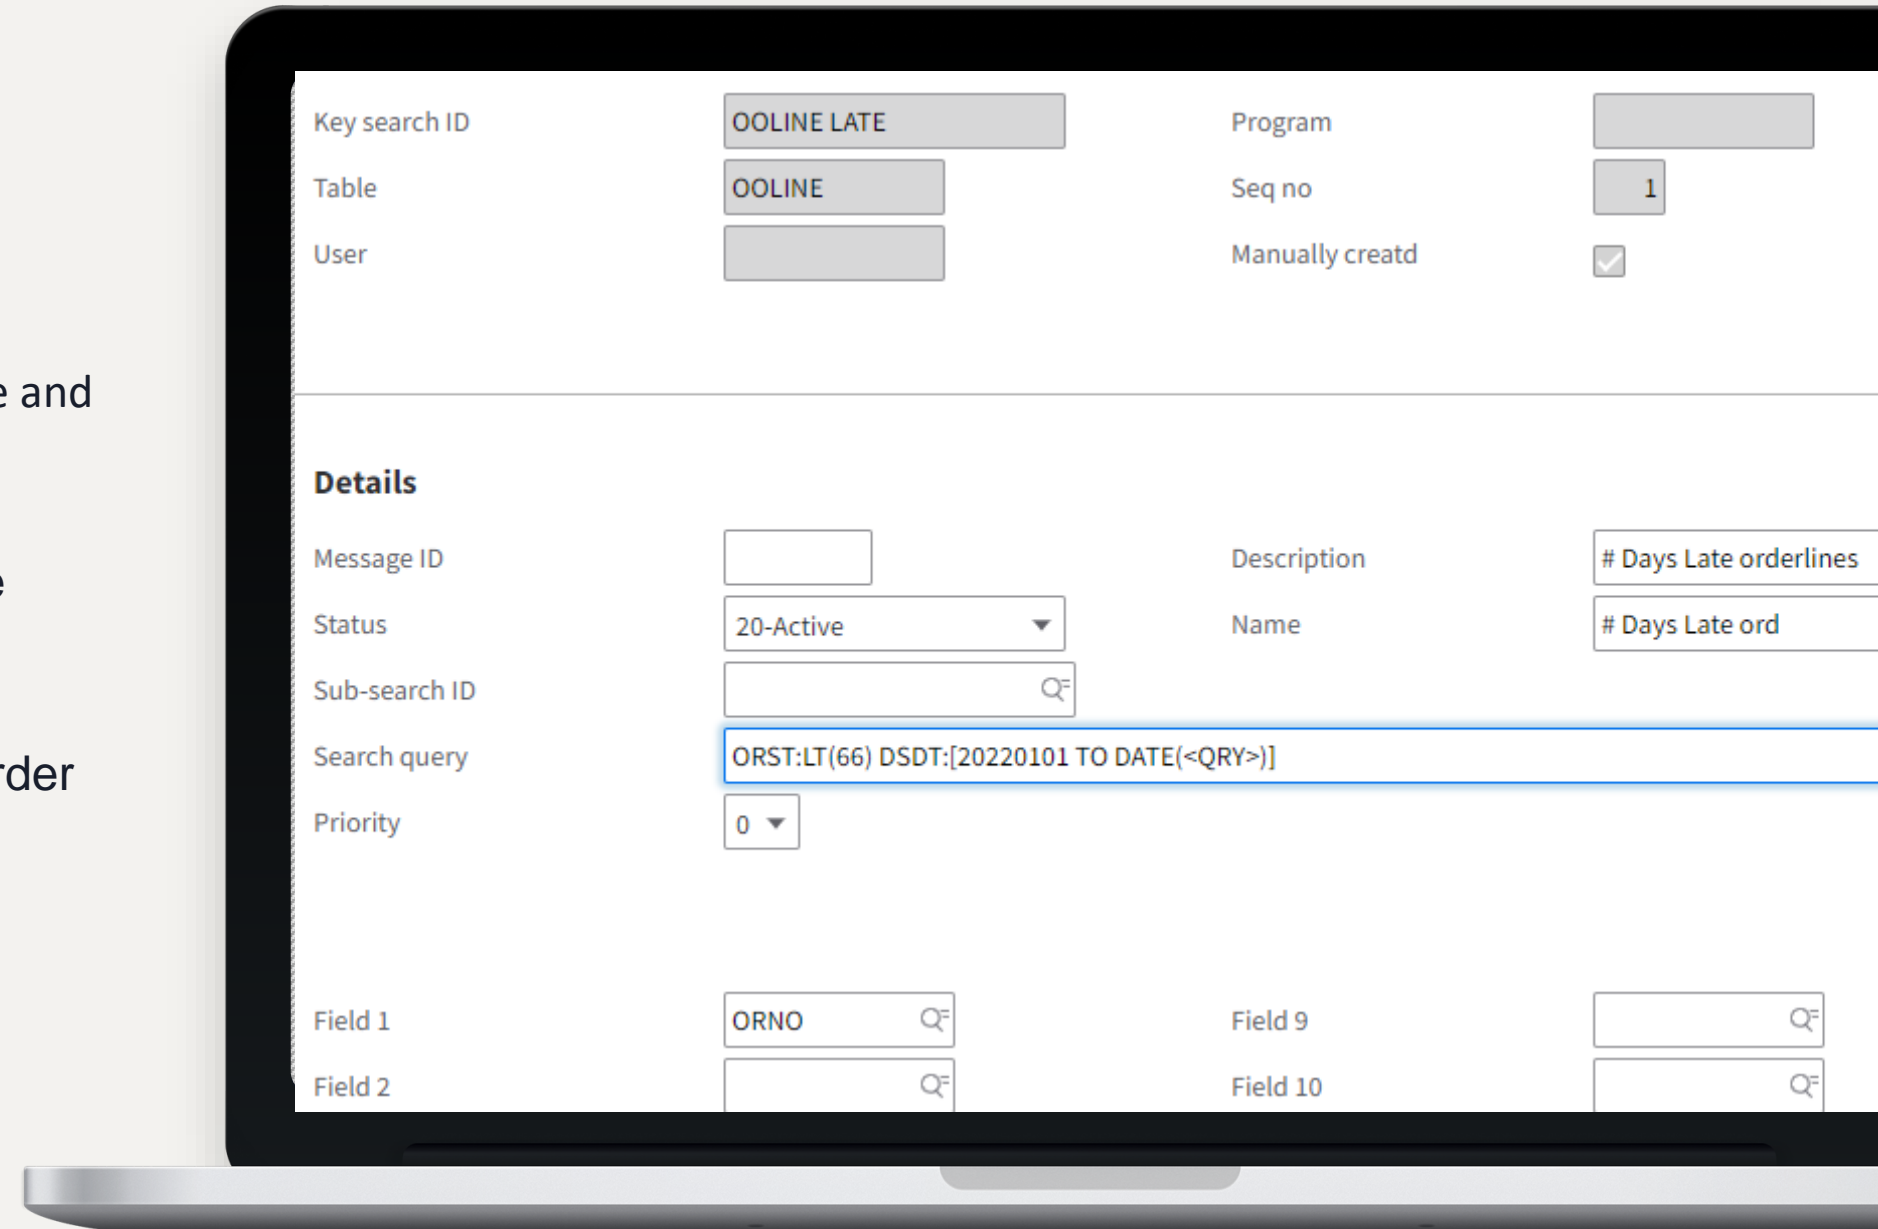 e and
e
rder
Key search ID OOLINE LATE Program
Table OOLINE Seq no 1
User Manually creatd
Details
Message ID Description # Days Late orderlines
Status 20-Active Name # Days Late ord
Sub-search ID
Search query ORST:LT(66) DSDT:[20220101 TO DATE(<QRY>)]
Priority 0
Field 1 ORNO Field 9
Field 2 Field 10